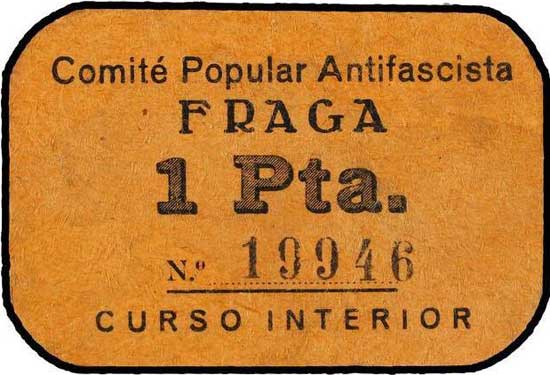 Comité Popular Antifascista
FRAGA
1 Pta.
N.º 19946
CURSO INTERIOR